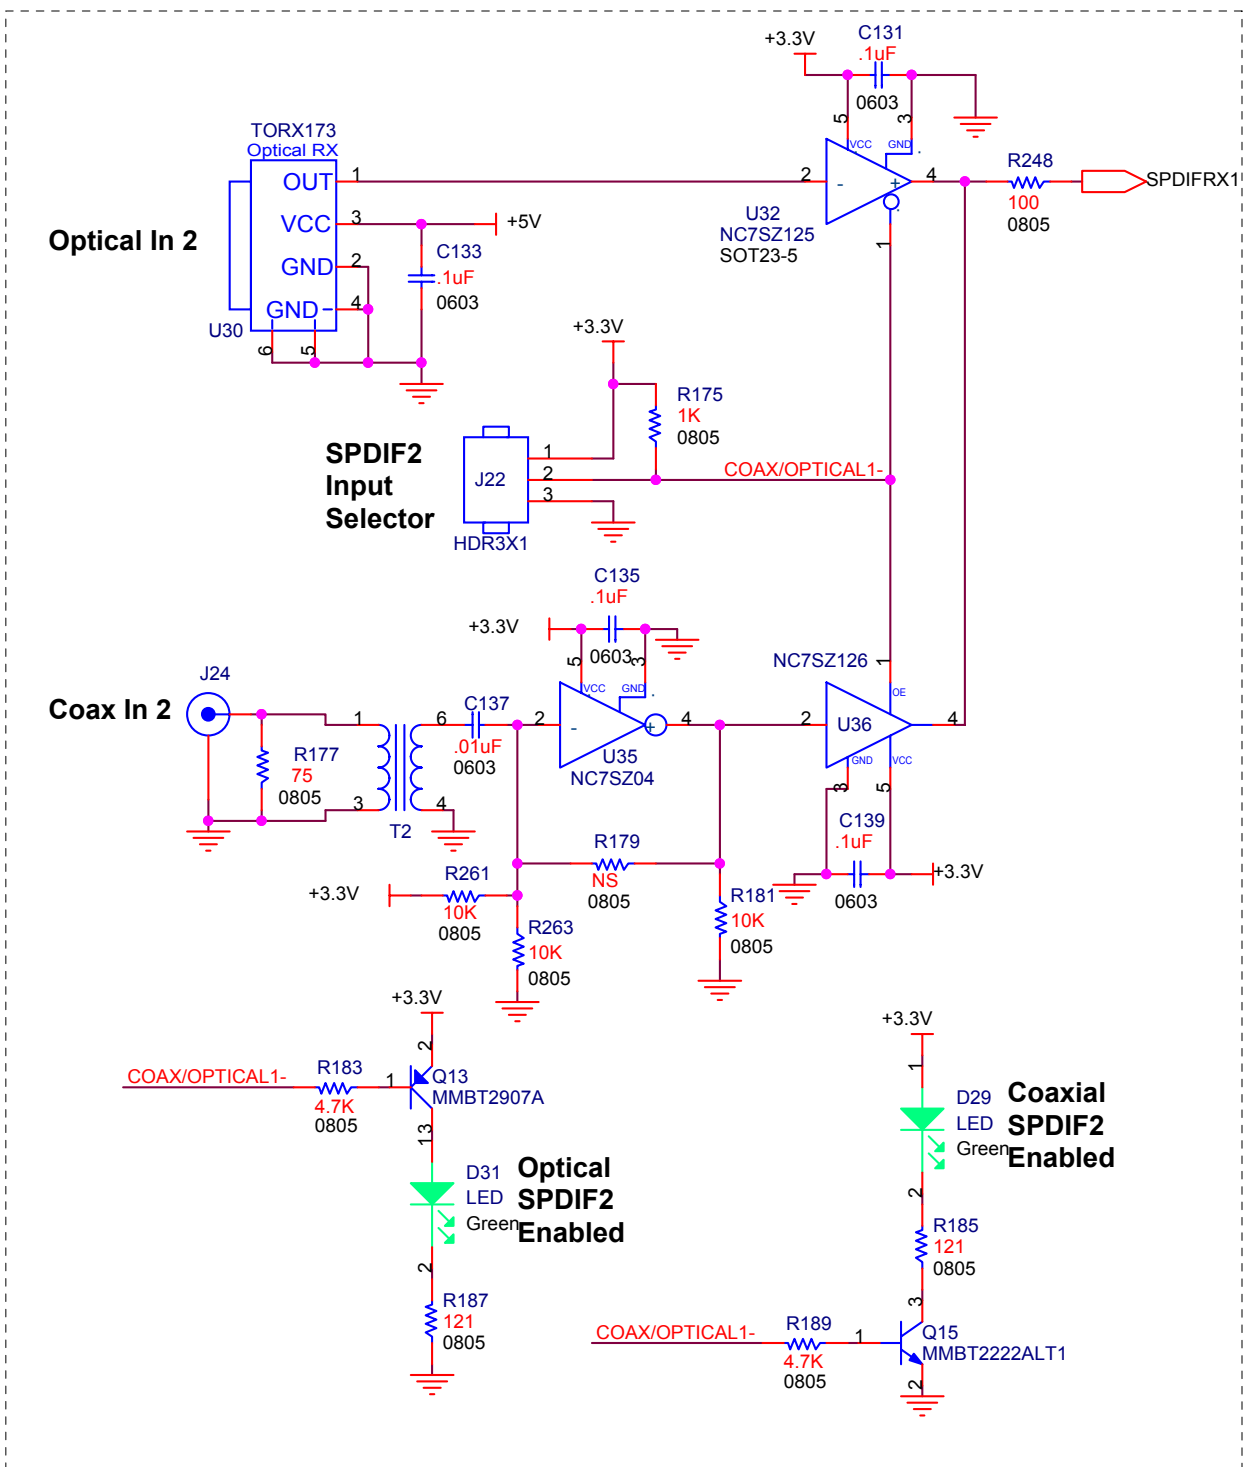 +3.3V
C131
.1uF
0603
5
3
VCC
GND
TORX173
Optical RX
OUT
1
VCC
3
+5V
GND
2
GND
4
6
5
U30
C133
.1uF
0603
Optical In 2
2
-
+
4
1
U32
NC7SZ125
SOT23-5
R248
100
0805
SPDIFRX1
+3.3V
R175
1K
0805
SPDIF2
Input
Selector
J22
1
2
3
HDR3X1
COAX/OPTICAL1-
C135
.1uF
+3.3V
0603
5
3
VCC
GND
J24
Coax In 2
R177
75
0805
1
3
6
4
T2
C137
.01uF
0603
2
-
+
4
U35
NC7SZ04
NC7SZ126
1
OE
2
U36
4
GND
VCC
3
5
C139
.1uF
0603
+3.3V
R179
NS
0805
R261
+3.3V
10K
0805
R263
10K
0805
R181
10K
0805
+3.3V
2
COAX/OPTICAL1-
R183
4.7K
0805
1
Q13
MMBT2907A
13
D31
LED
Green
2
Optical
SPDIF2
Enabled
R187
121
0805
+3.3V
1
D29
LED
Green
2
Coaxial
SPDIF2
Enabled
R185
121
0805
3
COAX/OPTICAL1-
R189
4.7K
0805
1
Q15
MMBT2222ALT1
2